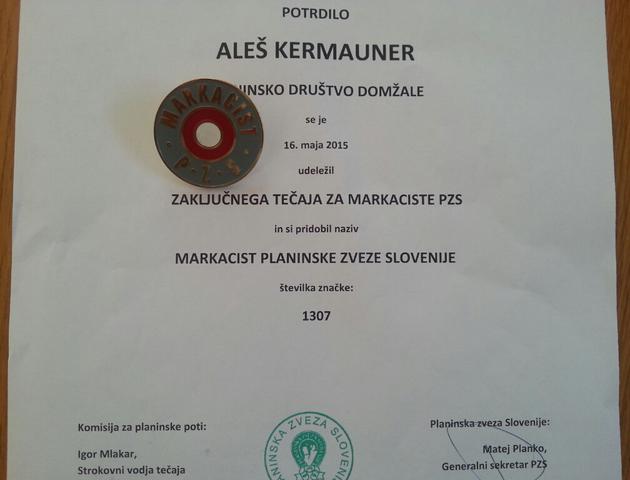 POTRDILO
ALEŠ KERMAUNER
DRUŠTVO DOMŽALE
se je
16. maja 2015
udeležil
MARKACIST
P·Z·S
ZAKLJUČNEGA TEČAJA ZA MARKACISTE PZS
in si pridobil naziv
MARKACIST PLANINSKE ZVEZE SLOVENIJE
številka značke:
1307
Komisija za planinske poti:
Igor Mlakar,
Strokovni vodja tečaja
PLANINSKA ZVEZA SLOVENIJE
Planinska zveza Slovenije:
Matej Planko,
Generalni sekretar PZS